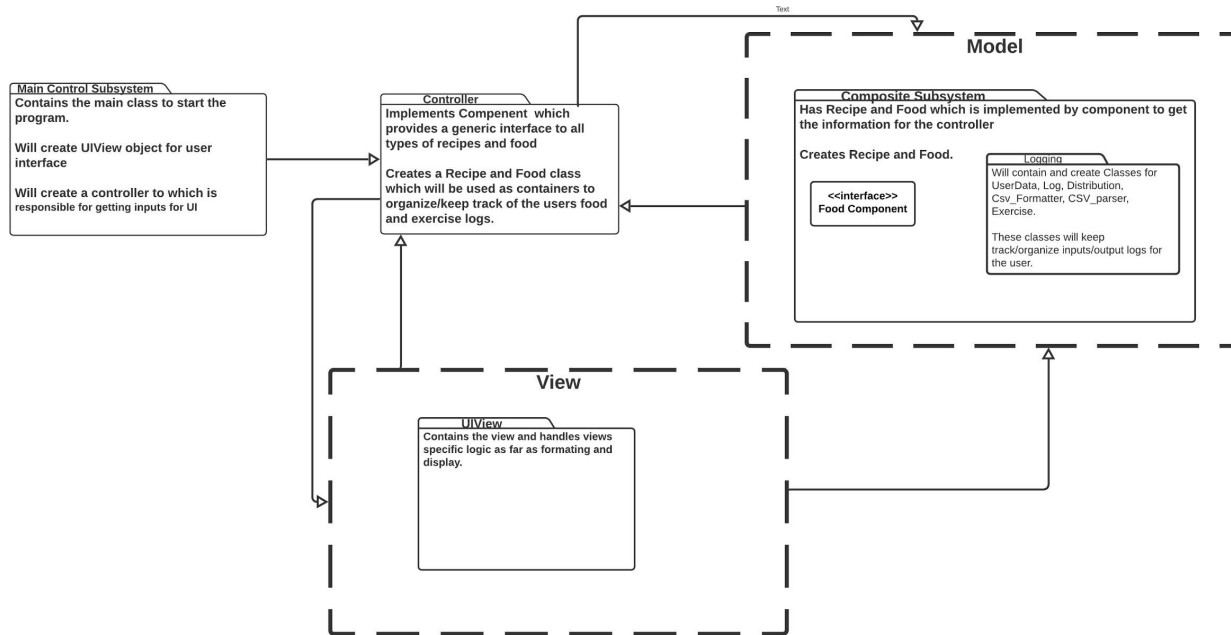 Text
Model
Main Control Subsystem
Contains the main class to start the
program.
Will create UIView object for user
interface
Will create a controller to which is
responsible for getting inputs for UI
Controller
Implements Compenent which
provides a generic interface to all
types of recipes and food
Creates a Recipe and Food class
which will be used as containers to
organize/keep track of the users food
and exercise logs.
Composite Subsystem
Has Recipe and Food which is implemented by component to get
the information for the controller
Creates Recipe and Food.
<<interface>>
Food Component
Logging
Will contain and create Classes for
UserData, Log, Distribution,
Csv_Formatter, CSV_parser,
Exercise.
These classes will keep
track/organize inputs/output logs for
the user.
View
UIView
Contains the view and handles views
specific logic as far as formating and
display.